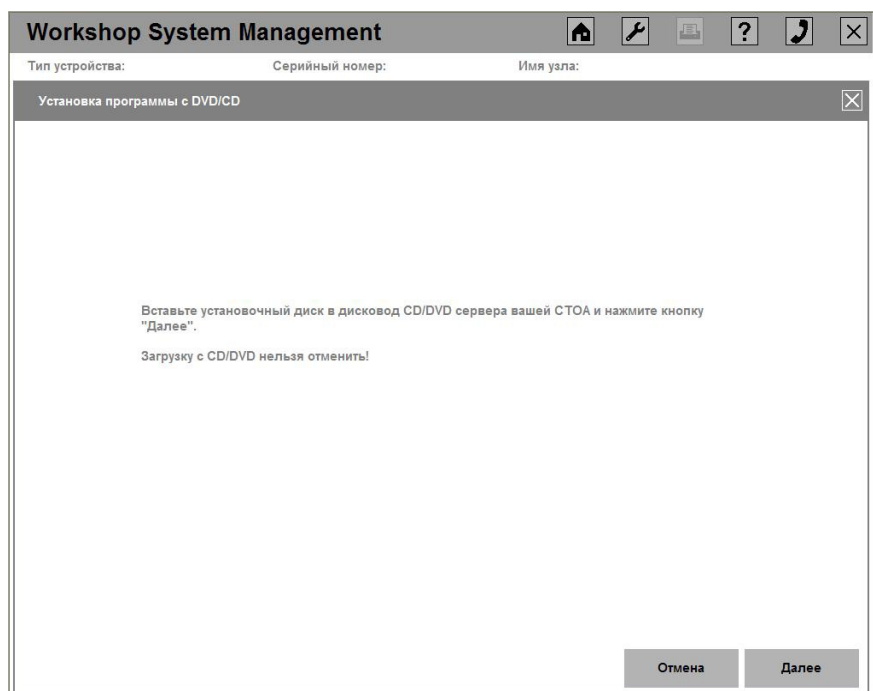 Workshop System Management
?
Тип устройства: Серийный номер: Имя узла:
Установка программы с DVD/CD
Вставьте установочный диск в дисковод CD/DVD сервера вашей СТОА и нажмите кнопку
"Далее".
Загрузку с CD/DVD нельзя отменить!
Отмена Далее